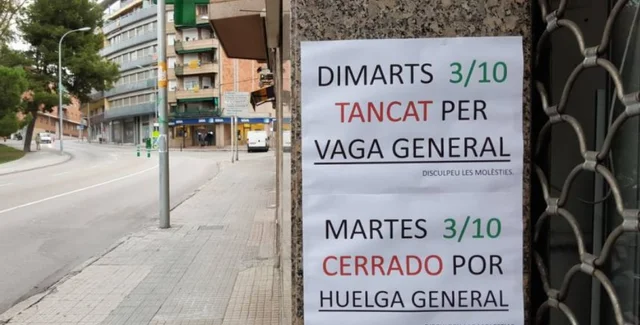 DIMARTS 3/10
TANCAT PER
VAGA GENERAL
DISCULPEU LES MOLÈSTIES.
MARTES 3/10
CERRADO POR
HUELGA GENERAL